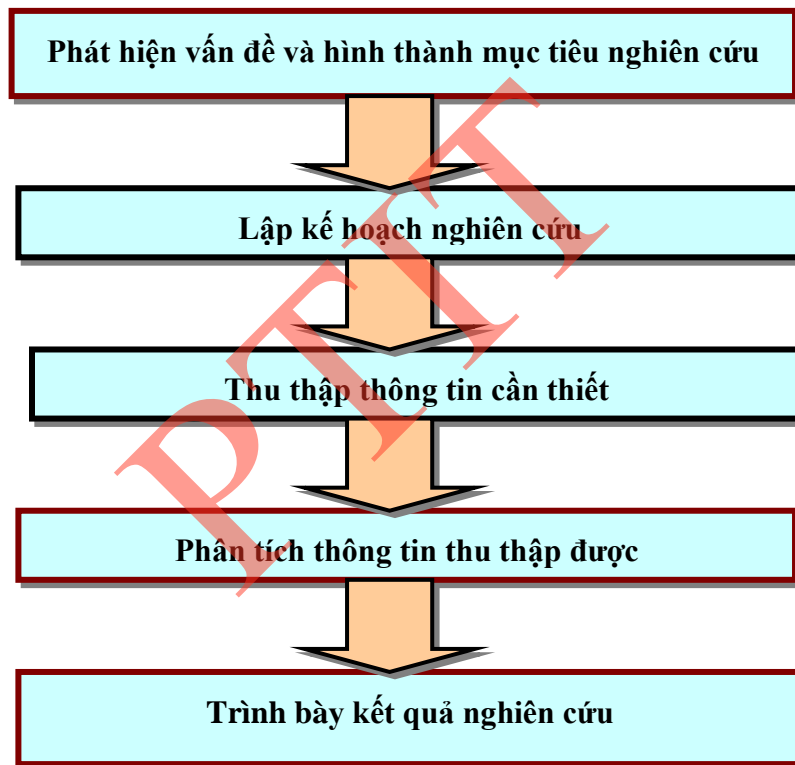 Phát hiện vấn đề và hình thành mục tiêu nghiên cứu
Lập kế hoạch nghiên cứu
Thu thập thông tin cần thiết
Phân tích thông tin thu thập được
Trình bày kết quả nghiên cứu
PTIT